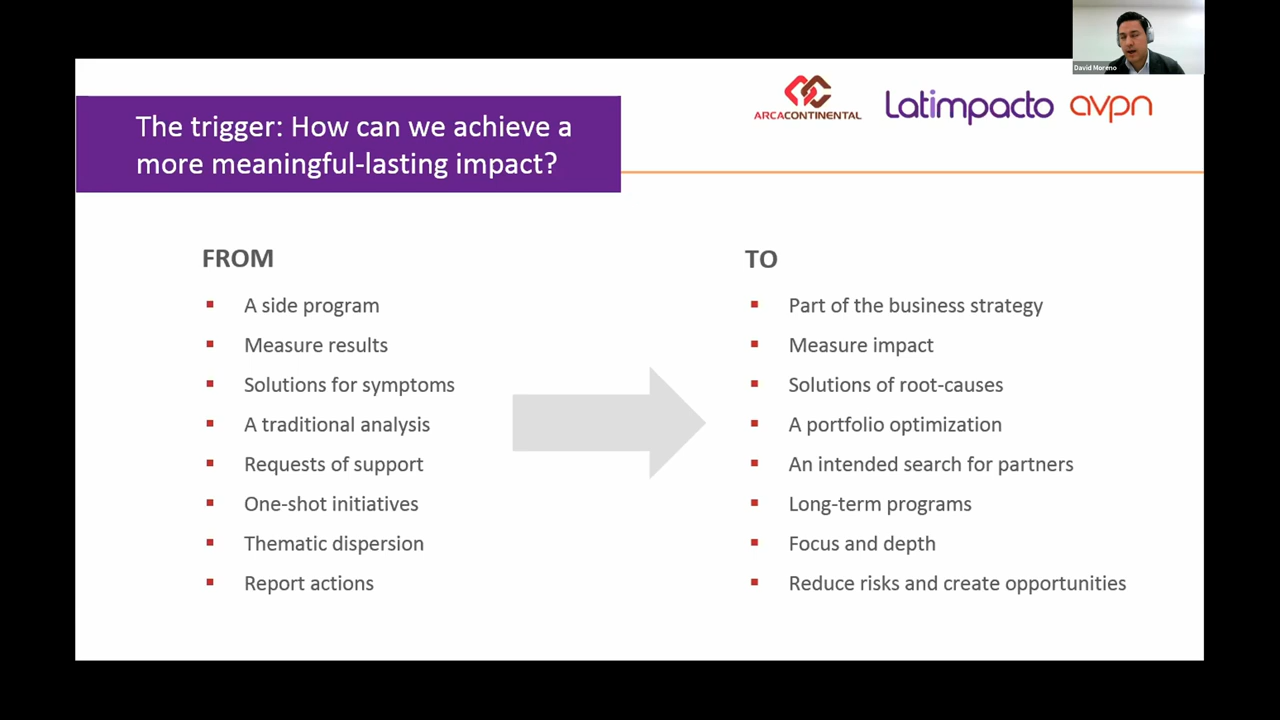 David Moreno
ARCACONTINENTAL
Latimpacto
avpn
The trigger: How can we achieve a
more meaningful-lasting impact?
FROM
A side program
Measure results
Solutions for symptoms
A traditional analysis
Requests of support
One-shot initiatives
Thematic dispersion
Report actions
TO
Part of the business strategy
Measure impact
Solutions of root-causes
A portfolio optimization
An intended search for partners
Long-term programs
Focus and depth
Reduce risks and create opportunities